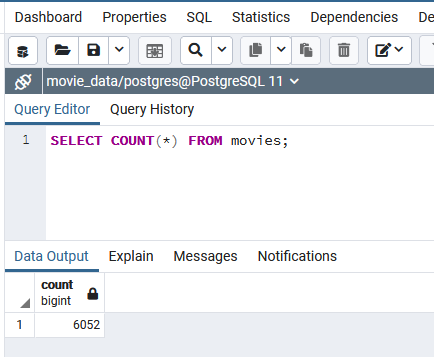 Dashboard Properties SQL Statistics Dependencies De
movie_data/postgres@PostgreSQL 11
Query Editor Query History
1 SELECT COUNT(*) FROM movies;
Data Output Explain Messages Notifications
count
bigint
1 6052